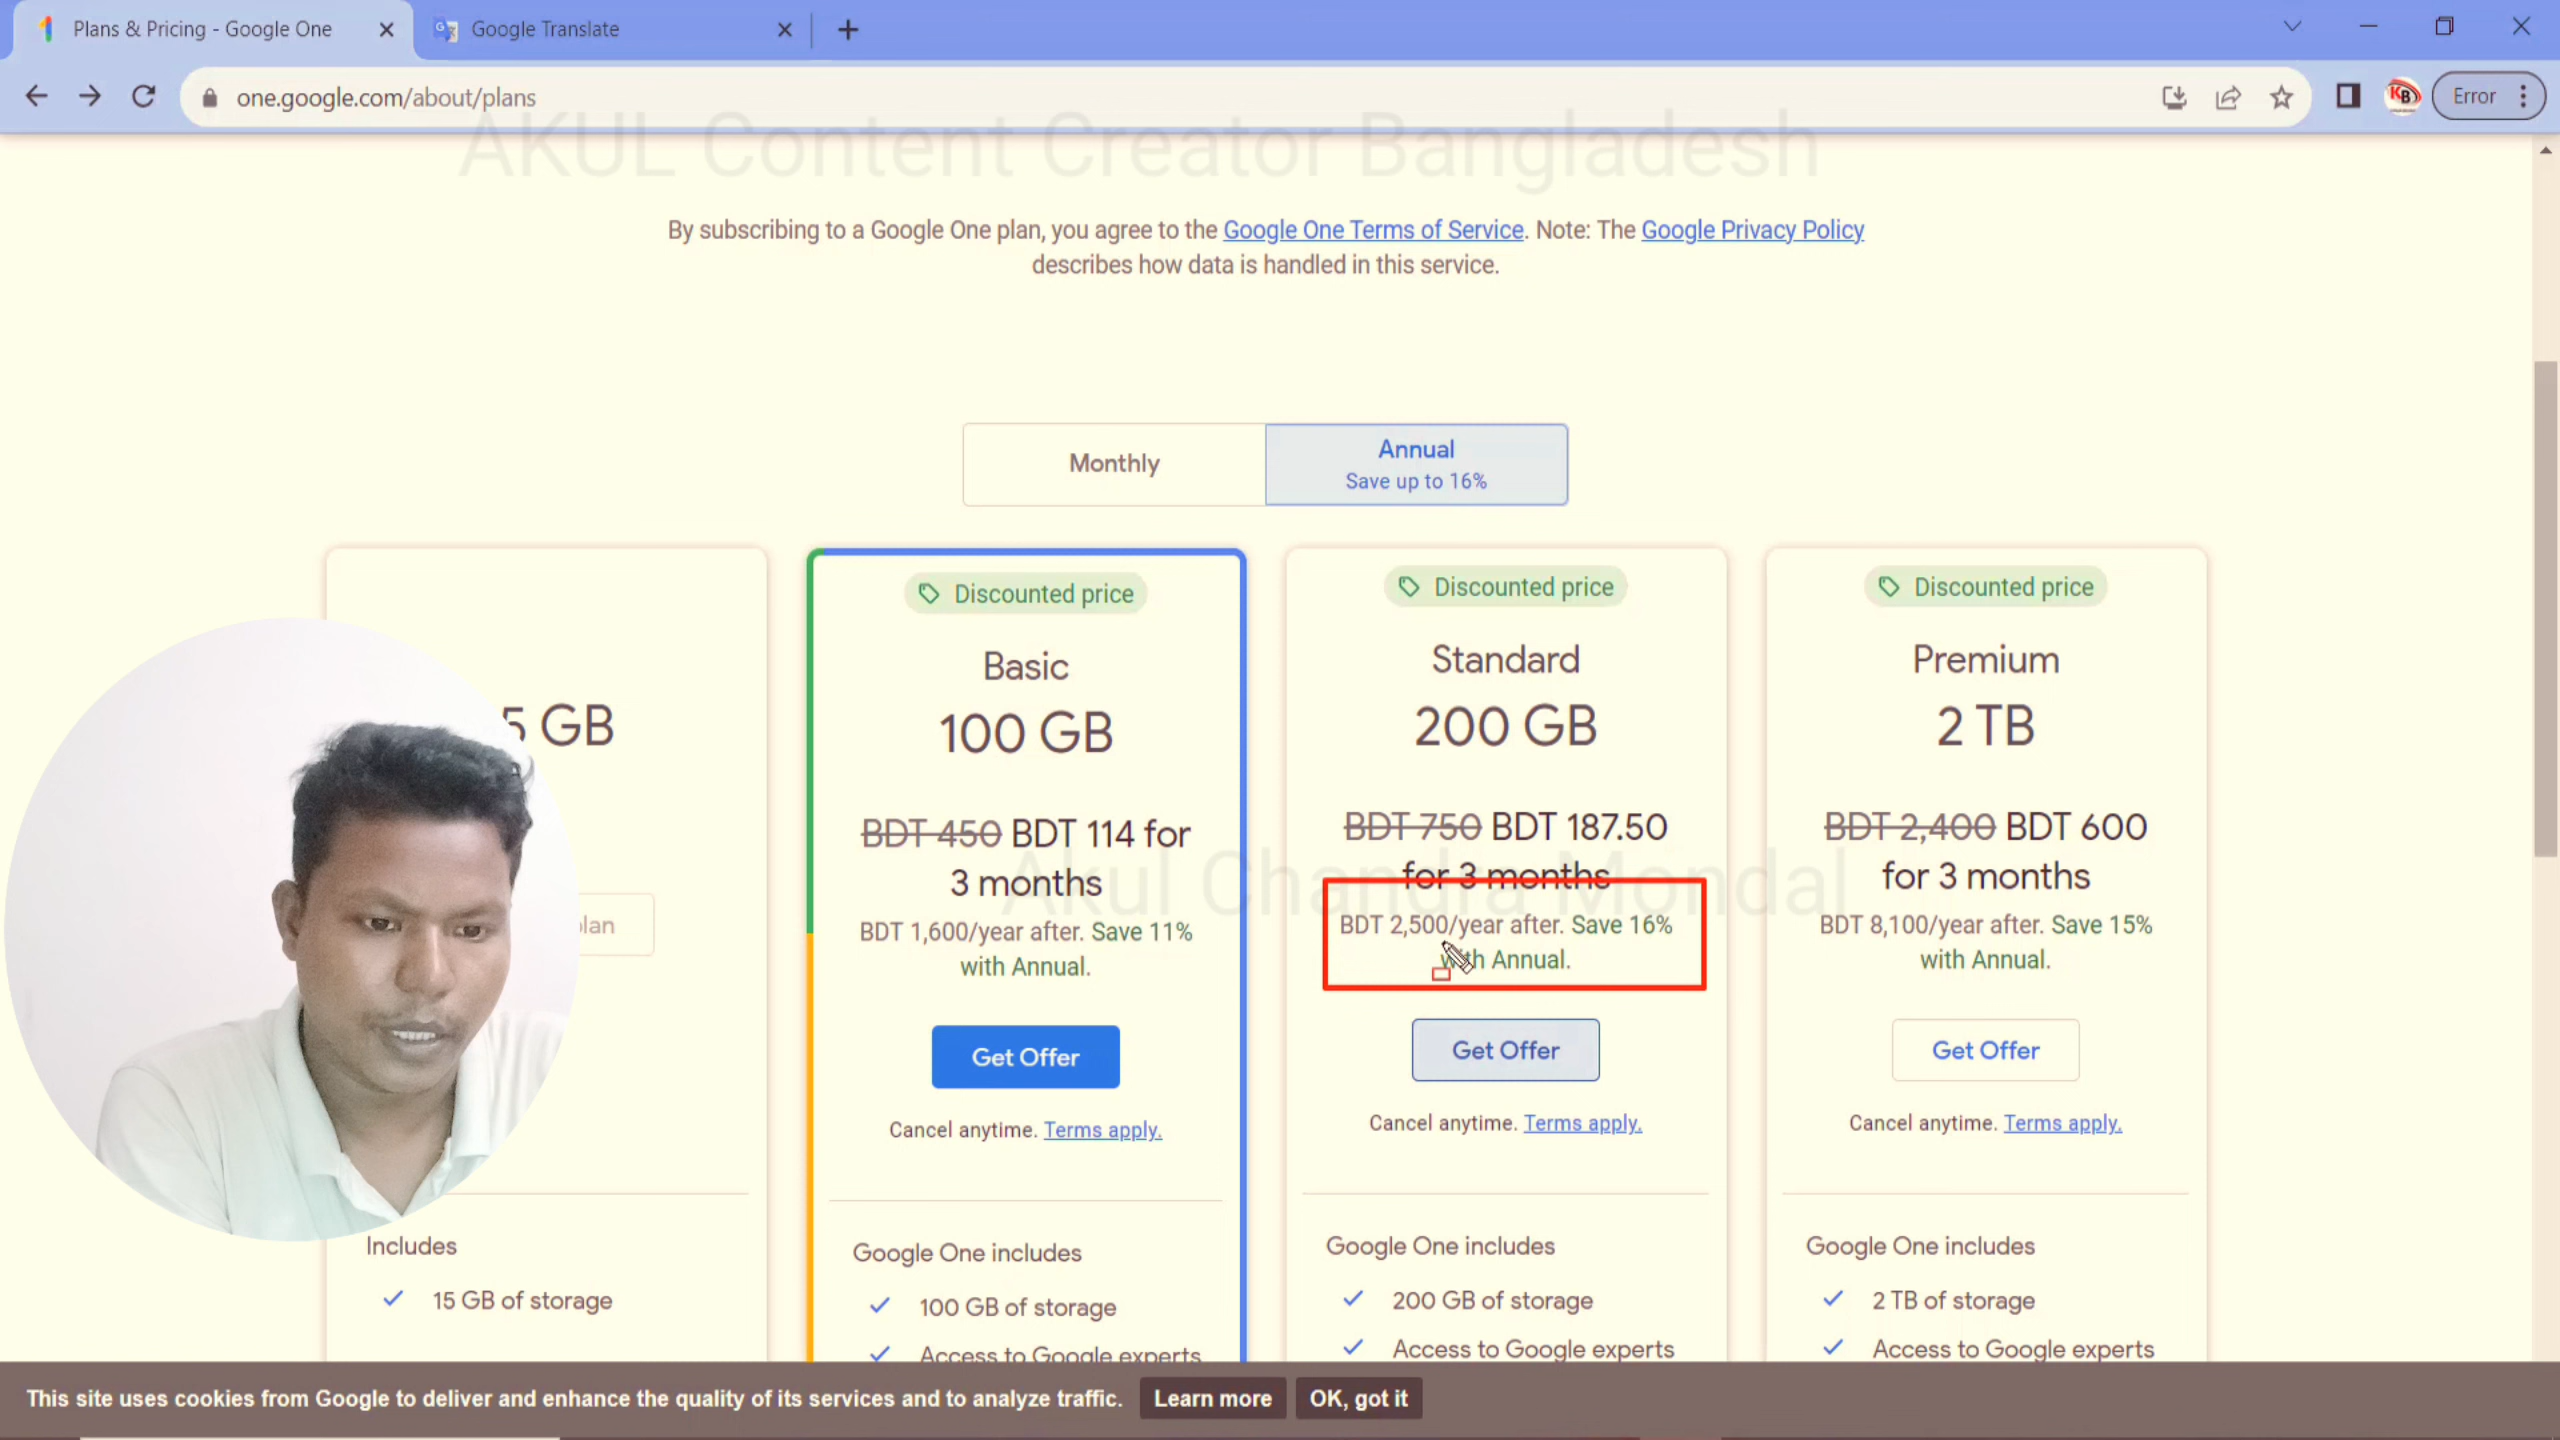 Plans & Pricing - Google One
Google Translate
one.google.com/about/plans
Error
AKUL Content Creator Bangladesh
By subscribing to a Google One plan, you agree to the Google One Terms of Service. Note: The Google Privacy Policy
describes how data is handled in this service.
Monthly
Annual
Save up to 16%
5 GB
lan
Includes
15 GB of storage
Discounted price
Basic
100 GB
BDT 450 BDT 114 for
3 months
BDT 1,600/year after. Save 11%
with Annual.
Get Offer
Cancel anytime. Terms apply.
Google One includes
100 GB of storage
Access to Google experts
Discounted price
Standard
200 GB
BDT 750 BDT 187.50
for 3 months
BDT 2,500/year after. Save 16%
with Annual.
Get Offer
Cancel anytime. Terms apply.
Google One includes
200 GB of storage
Access to Google experts
Discounted price
Premium
2 TB
BDT 2,400 BDT 600
for 3 months
BDT 8,100/year after. Save 15%
with Annual.
Get Offer
Cancel anytime. Terms apply.
Google One includes
2 TB of storage
Access to Google experts
Akul Chandra Mondal
This site uses cookies from Google to deliver and enhance the quality of its services and to analyze traffic.
Learn more
OK, got it
KB